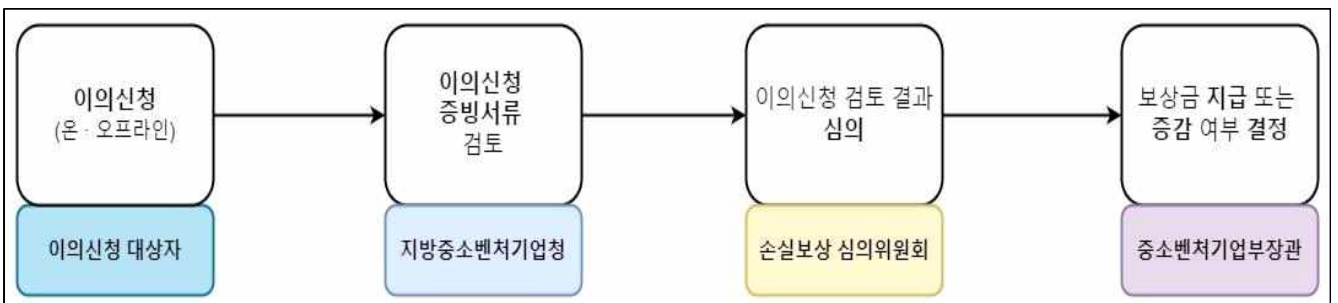 이의신청
(온 · 오프라인)
이의신청 대상자
이의신청
증빙서류
검토
지방중소벤처기업청
이의신청 검토 결과
심의
손실보상 심의위원회
보상금 지급 또는
증감 여부 결정
중소벤처기업부장관